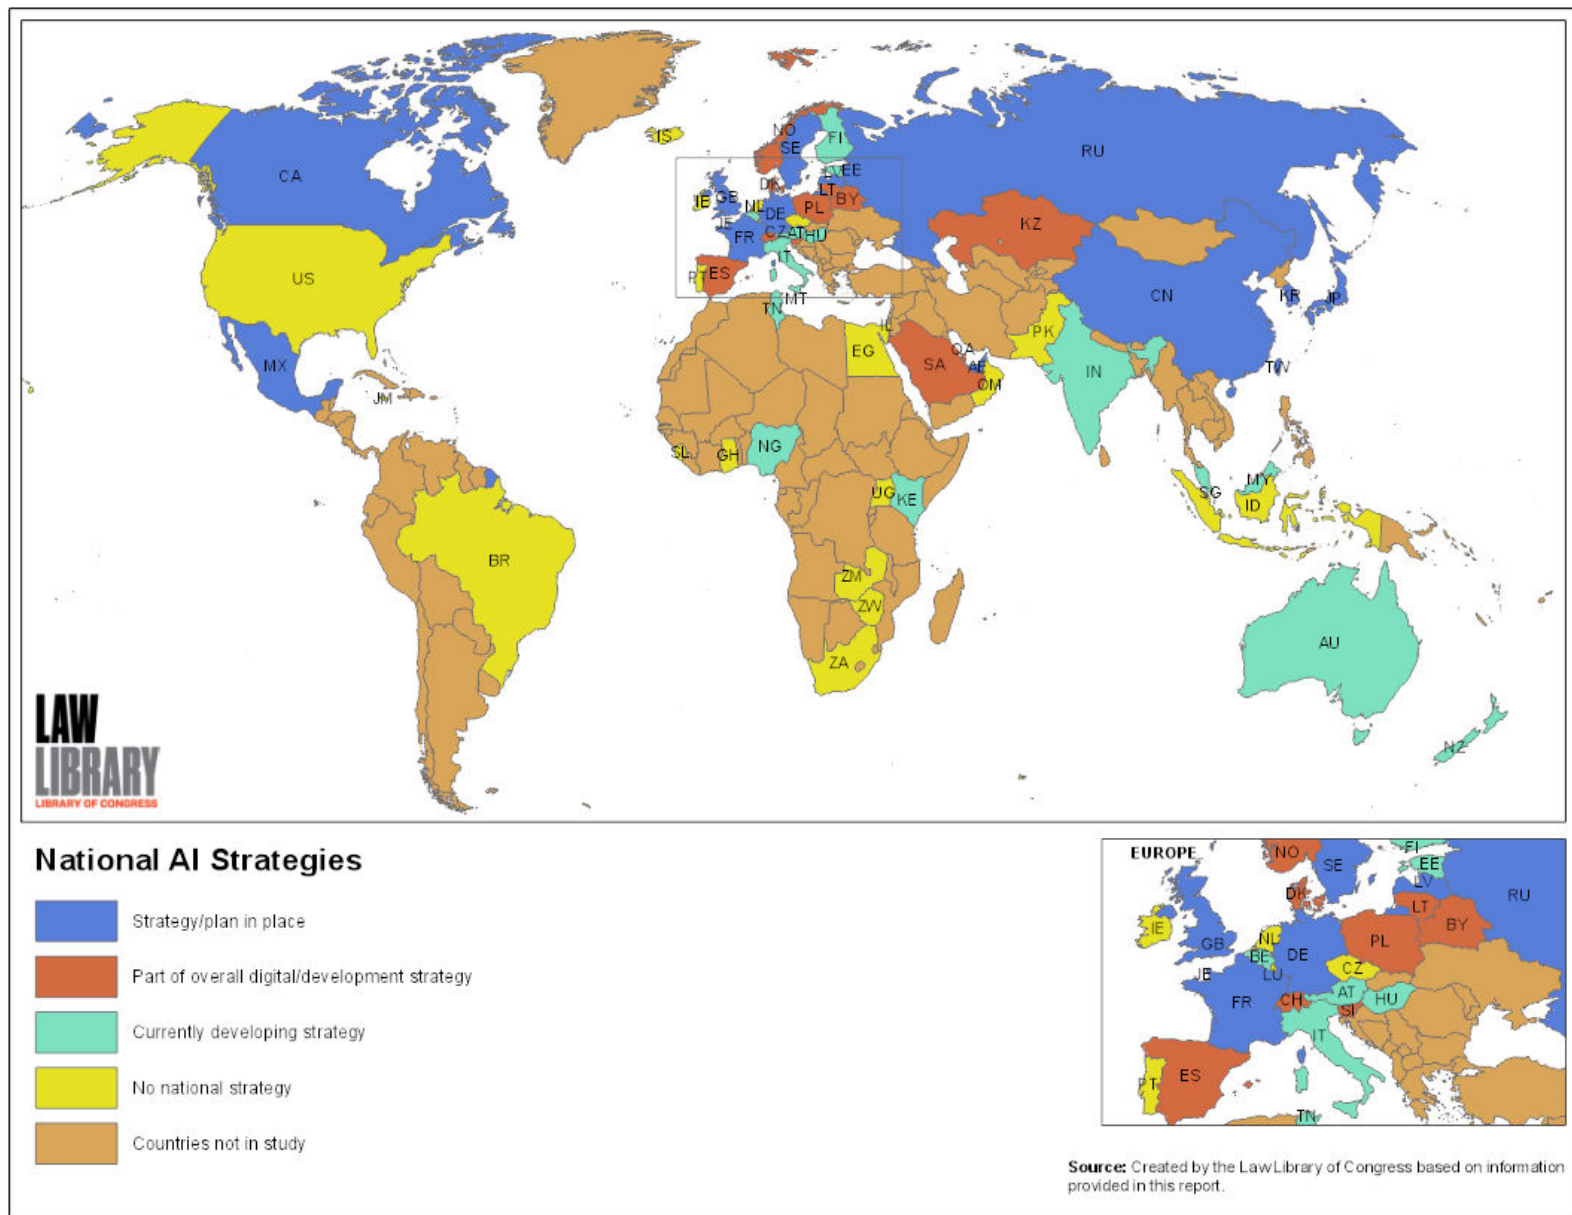 CA
US
MX
JM
BR
IS
NO
SE
FI
RU
LV
EE
DK
LT
IE
GB
NL
PL
BY
DE
JE
FR
CZ
AT
HU
IT
PT
ES
MT
TN
KZ
CN
KR
JP
TW
IL
EG
SA
QA
AE
OM
PK
IN
SL
GH
NG
UG
KE
ZM
ZW
ZA
MY
SG
ID
AU
NZ
LAW
LIBRARY
LIBRARY OF CONGRESS
National AI Strategies
Strategy/plan in place
Part of overall digital/development strategy
Currently developing strategy
No national strategy
Countries not in study
EUROPE
NO
SE
FI
EE
LV
RU
DK
LT
BY
IE
GB
NL
PL
BE
DE
JE
LU
CZ
FR
CH
AT
HU
SI
IT
PT
ES
TN
Source: Created by the Law Library of Congress based on information
provided in this report.